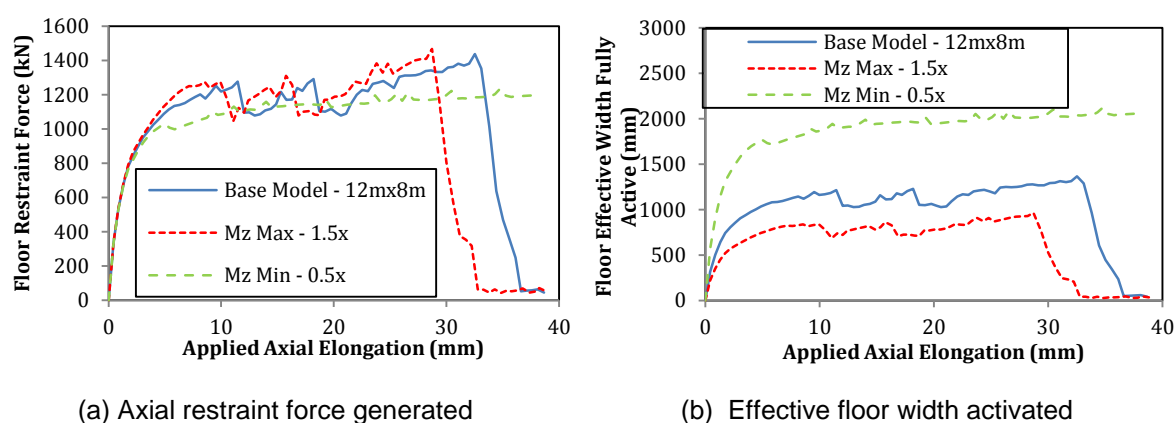 1600
1400
1200
1000
800
600
400
200
0
Floor Restraint Force (kN)
Base Model - 12mx8m
Mz Max - 1.5x
Mz Min - 0.5x
0 10 20 30 40
Applied Axial Elongation (mm)
(a) Axial restraint force generated
3000
2500
2000
1500
1000
500
0
Floor Effective Width Fully
Active (mm)
Base Model - 12mx8m
Mz Max - 1.5x
Mz Min - 0.5x
0 10 20 30 40
Applied Axial Elongation (mm)
(b) Effective floor width activated